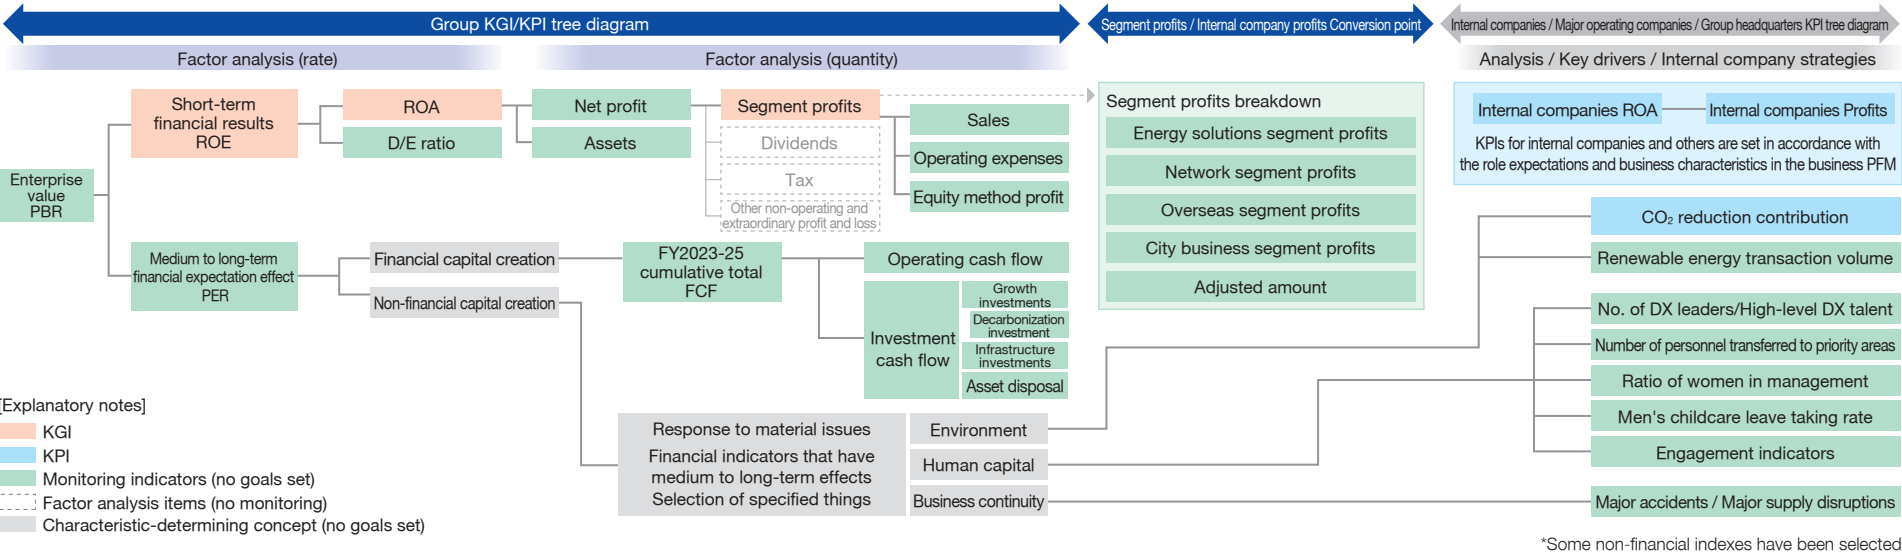 Group KGI/KPI tree diagram
Segment profits / Internal company profits Conversion point
Internal companies / Major operating companies / Group headquarters KPI tree diagram
Factor analysis (rate)
Factor analysis (quantity)
Analysis / Key drivers / Internal company strategies
Enterprise
value
PBR
Short-term
financial results
ROE
ROA
D/E ratio
Net profit
Assets
Segment profits
Dividends
Tax
Other non-operating and
extraordinary profit and loss
Sales
Operating expenses
Equity method profit
Segment profits breakdown
Energy solutions segment profits
Network segment profits
Overseas segment profits
City business segment profits
Adjusted amount
Internal companies ROA
Internal companies Profits
KPIs for internal companies and others are set in accordance with
the role expectations and business characteristics in the business PFM
Medium to long-term
financial expectation effect
PER
Financial capital creation
Non-financial capital creation
FY2023-25
cumulative total
FCF
Operating cash flow
Investment
cash flow
Growth
investments
Decarbonization
investment
Infrastructure
investments
Asset disposal
CO₂ reduction contribution
Renewable energy transaction volume
No. of DX leaders/High-level DX talent
Number of personnel transferred to priority areas
Ratio of women in management
Men's childcare leave taking rate
Engagement indicators
Major accidents / Major supply disruptions
Response to material issues
Financial indicators that have
medium to long-term effects
Selection of specified things
Environment
Human capital
Business continuity
[Explanatory notes]
KGI
KPI
Monitoring indicators (no goals set)
Factor analysis items (no monitoring)
Characteristic-determining concept (no goals set)
*Some non-financial indexes have been selected